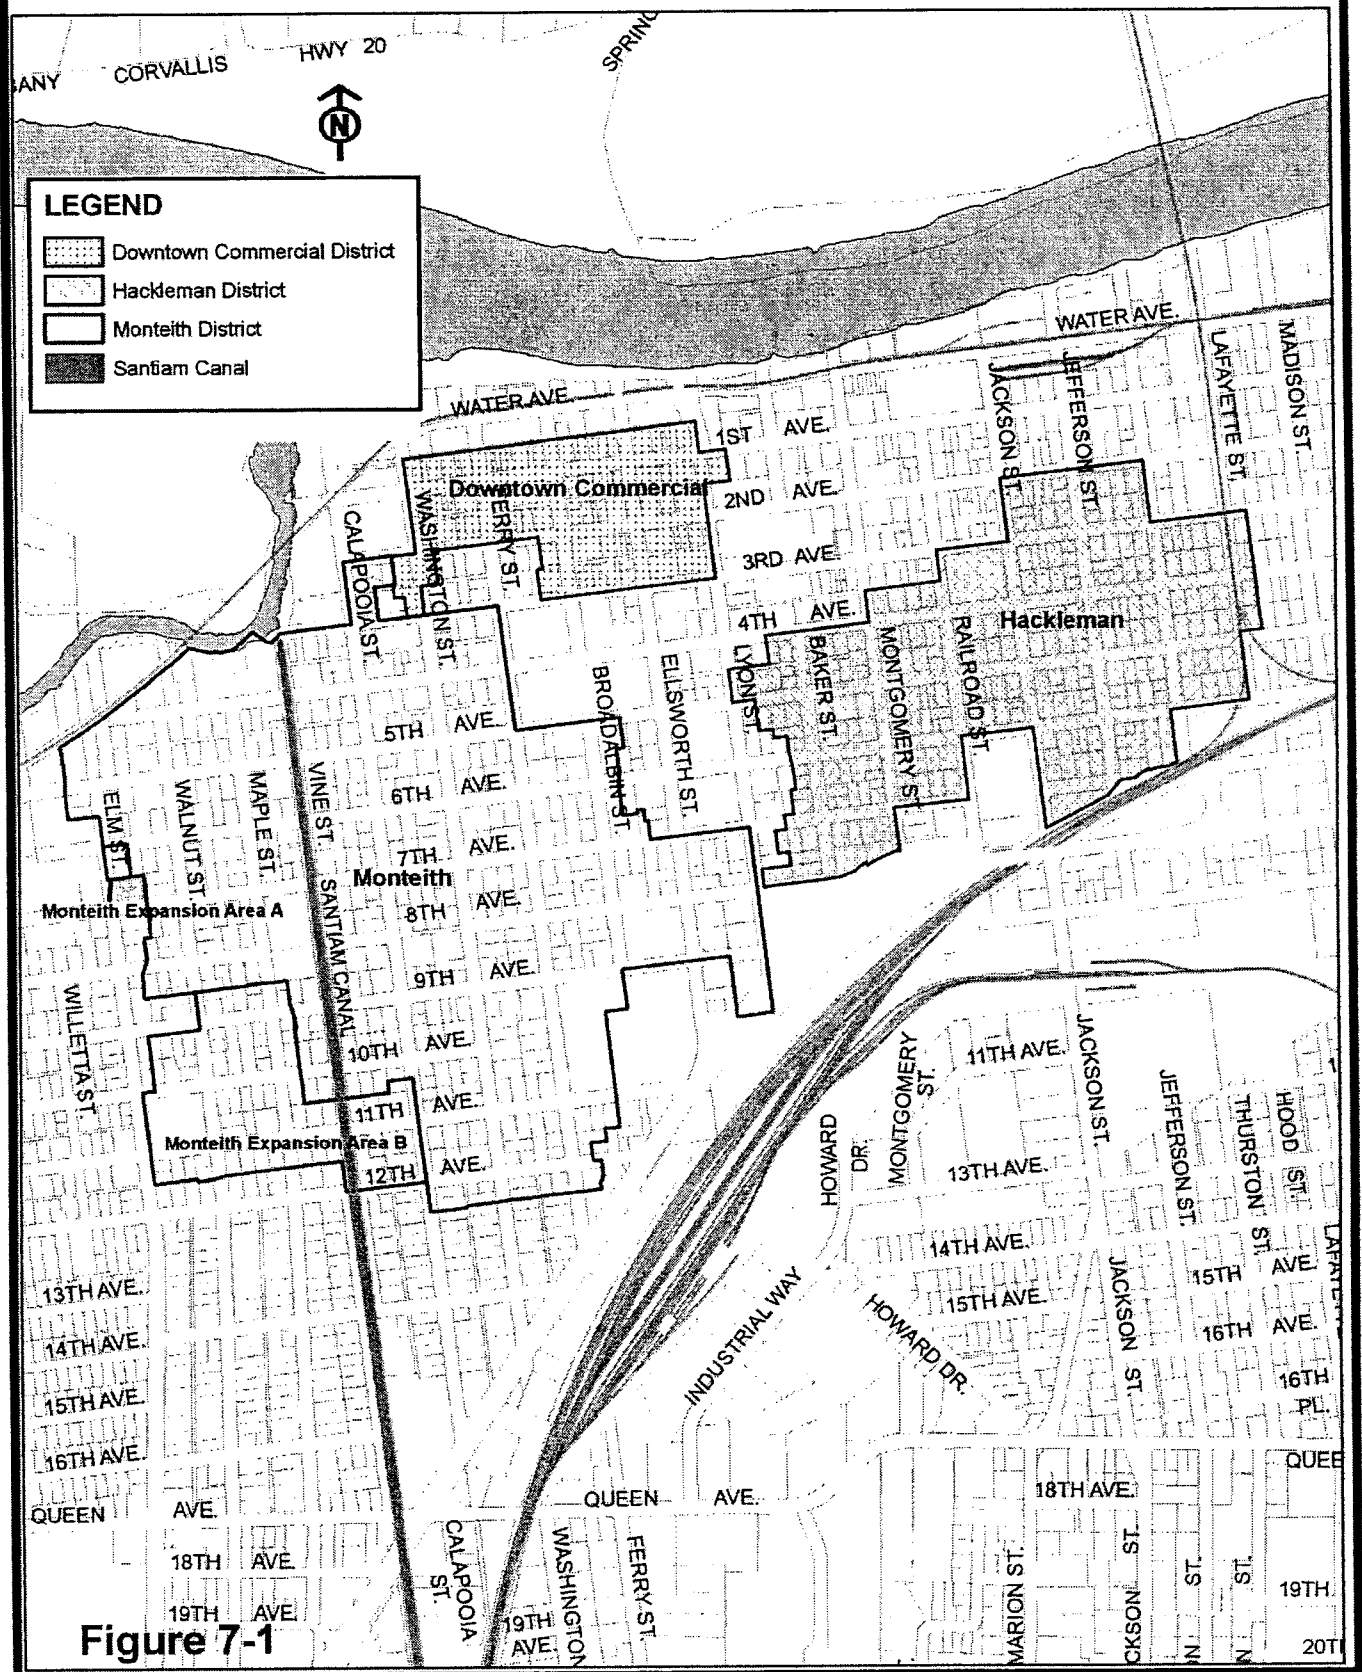 HWY 20
CORVALLIS
BANY
SPRING
N
LEGEND
Downtown Commercial District
Hackleman District
Monteith District
Santiam Canal
WATER AVE.
WATER AVE.
JACKSON ST.
JEFFERSON ST.
LAFAYETTE ST.
MADISON ST.
1ST AVE.
Downtown Commercial
2ND AVE.
CALAPOOIA ST.
WASHINGTON ST.
FERRY ST.
3RD AVE.
4TH AVE.
Hackleman
LYON ST.
BAKER ST.
MONTGOMERY ST.
RAILROAD ST.
BROADALBIN ST.
ELLSWORTH ST.
5TH AVE.
6TH AVE.
ELM ST.
WALNUT ST.
MAPLE ST.
VINE ST.
7TH AVE.
Monteith
8TH AVE.
Monteith Expansion Area A
SANTIAM CANAL
9TH AVE.
WILLETTA ST.
10TH AVE.
11TH AVE.
Monteith Expansion Area B
12TH AVE.
MONTGOMERY ST.
11TH AVE.
JACKSON ST.
HOWARD DR.
13TH AVE.
JEFFERSON ST.
THURSTON ST.
HOOD ST.
14TH AVE.
15TH AVE.
HOWARD DR.
INDUSTRIAL WAY
JACKSON ST.
15TH AVE.
16TH AVE.
16TH PL.
13TH AVE.
14TH AVE.
15TH AVE.
16TH AVE.
QUEEN AVE.
QUEEN AVE.
QUEE
18TH AVE.
18TH AVE.
19TH AVE.
CALAPOOIA ST.
19TH AVE.
WASHINGTON
FERRY ST.
MARION ST.
CKSON ST.
N ST.
N ST.
19TH
20TH
Figure 7-1